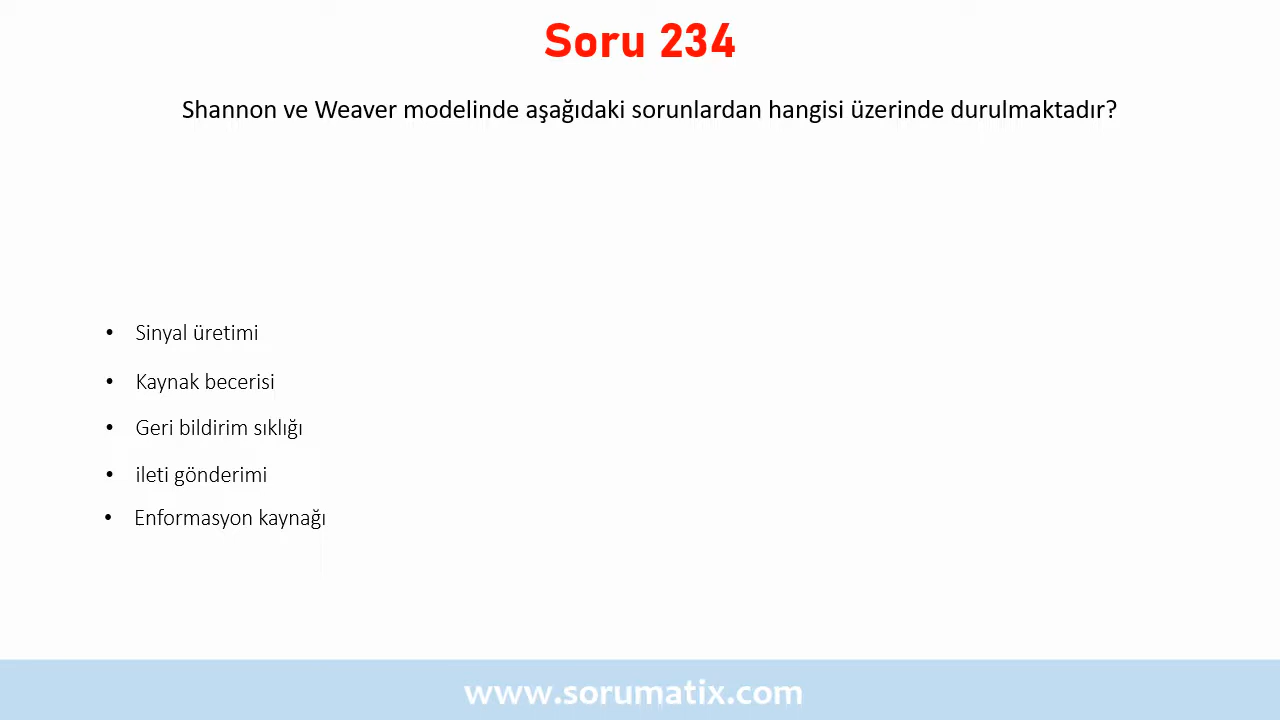 Soru 234
Shannon ve Weaver modelinde aşağıdaki sorunlardan hangisi üzerinde durulmaktadır?
• Sinyal üretimi
• Kaynak becerisi
• Geri bildirim sıklığı
• ileti gönderimi
• Enformasyon kaynağı
www.sorumatix.com